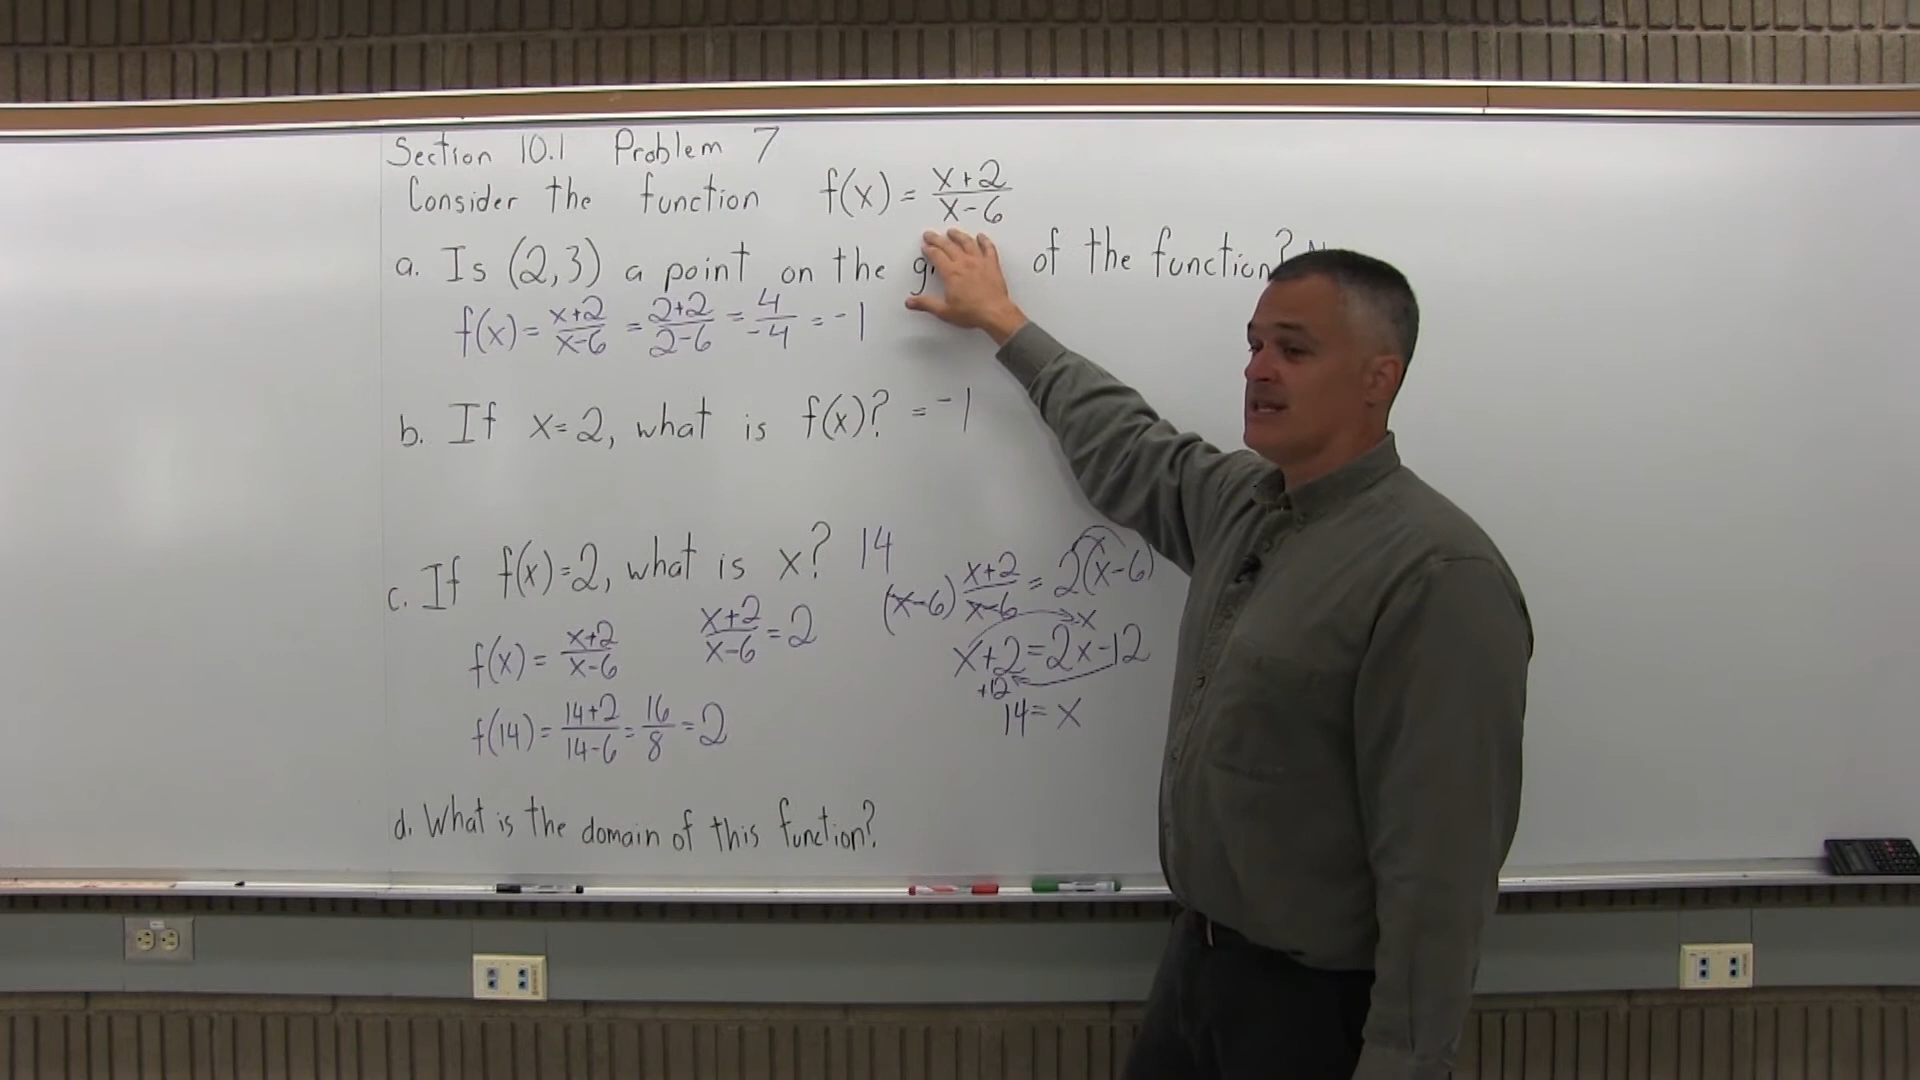 Section 10.1 Problem 7
Consider the function f(x) = x+2/x-6
a. Is (2,3) a point on the of the function?
f(x) = x+2/x-6 = 2+2/2-6 = 4/-4 = -1
b. If x=2, what is f(x)? = -1
c. If f(x)=2, what is x? 14
f(x) = x+2/x-6
x+2/x-6 = 2
f(14) = 14+2/14-6 = 16/8 = 2
(x-6) x+2/x-6 = 2(x-6)
-x
x+2=2x-12
+12
14=x
d. What is the domain of this function?